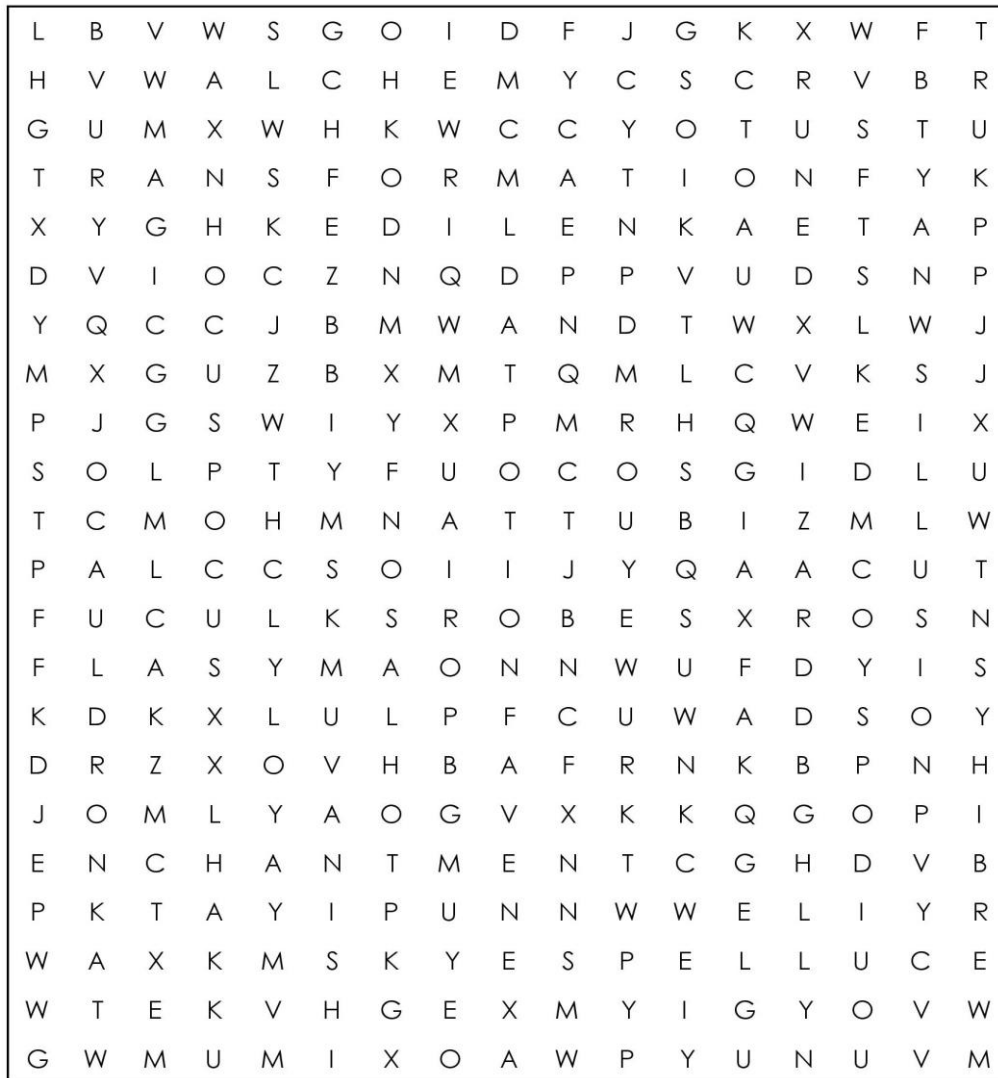 L B V W S G O I D F J G K X W F T
H V W A L C H E M Y C S C R V B R
G U M X W H K W C C Y O T U S T U
T R A N S F O R M A T I O N F Y K
X Y G H K E D I L E N K A E T A P
D V I O C Z N Q D P P V U D S N P
Y Q C C J B M W A N D T W X L W J
M X G U Z B X M T Q M L C V K S J
P J G S W I Y X P M R H Q W E I X
S O L P T Y F U O C O S G I D L U
T C M O H M N A T T U B I Z M L W
P A L C C S O I I J Y Q A A C U T
F U C U L K S R O B E S X R O S N
F L A S Y M A O N N W U F D Y I S
K D K X L U L P F C U W A D S O Y
D R Z X O V H B A F R N K B P N H
J O M L Y A O G V X K K Q G O P I
E N C H A N T M E N T C G H D V B
P K T A Y I P U N N W W E L I Y R
W A X K M S K Y E S P E L L U C E
W T E K V H G E X M Y I G Y O V W
G W M U M I X O A W P Y U N U V M